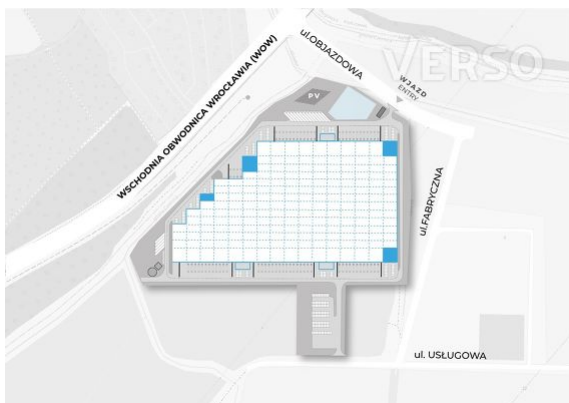 VERSO
ul.OBJAZDOWA
WSCHODNIA OBWODNICA WROCŁAWIA (WOW)
WJAZD
ENTRY
PV
ul.FABRYCZNA
ul. USŁUGOWA